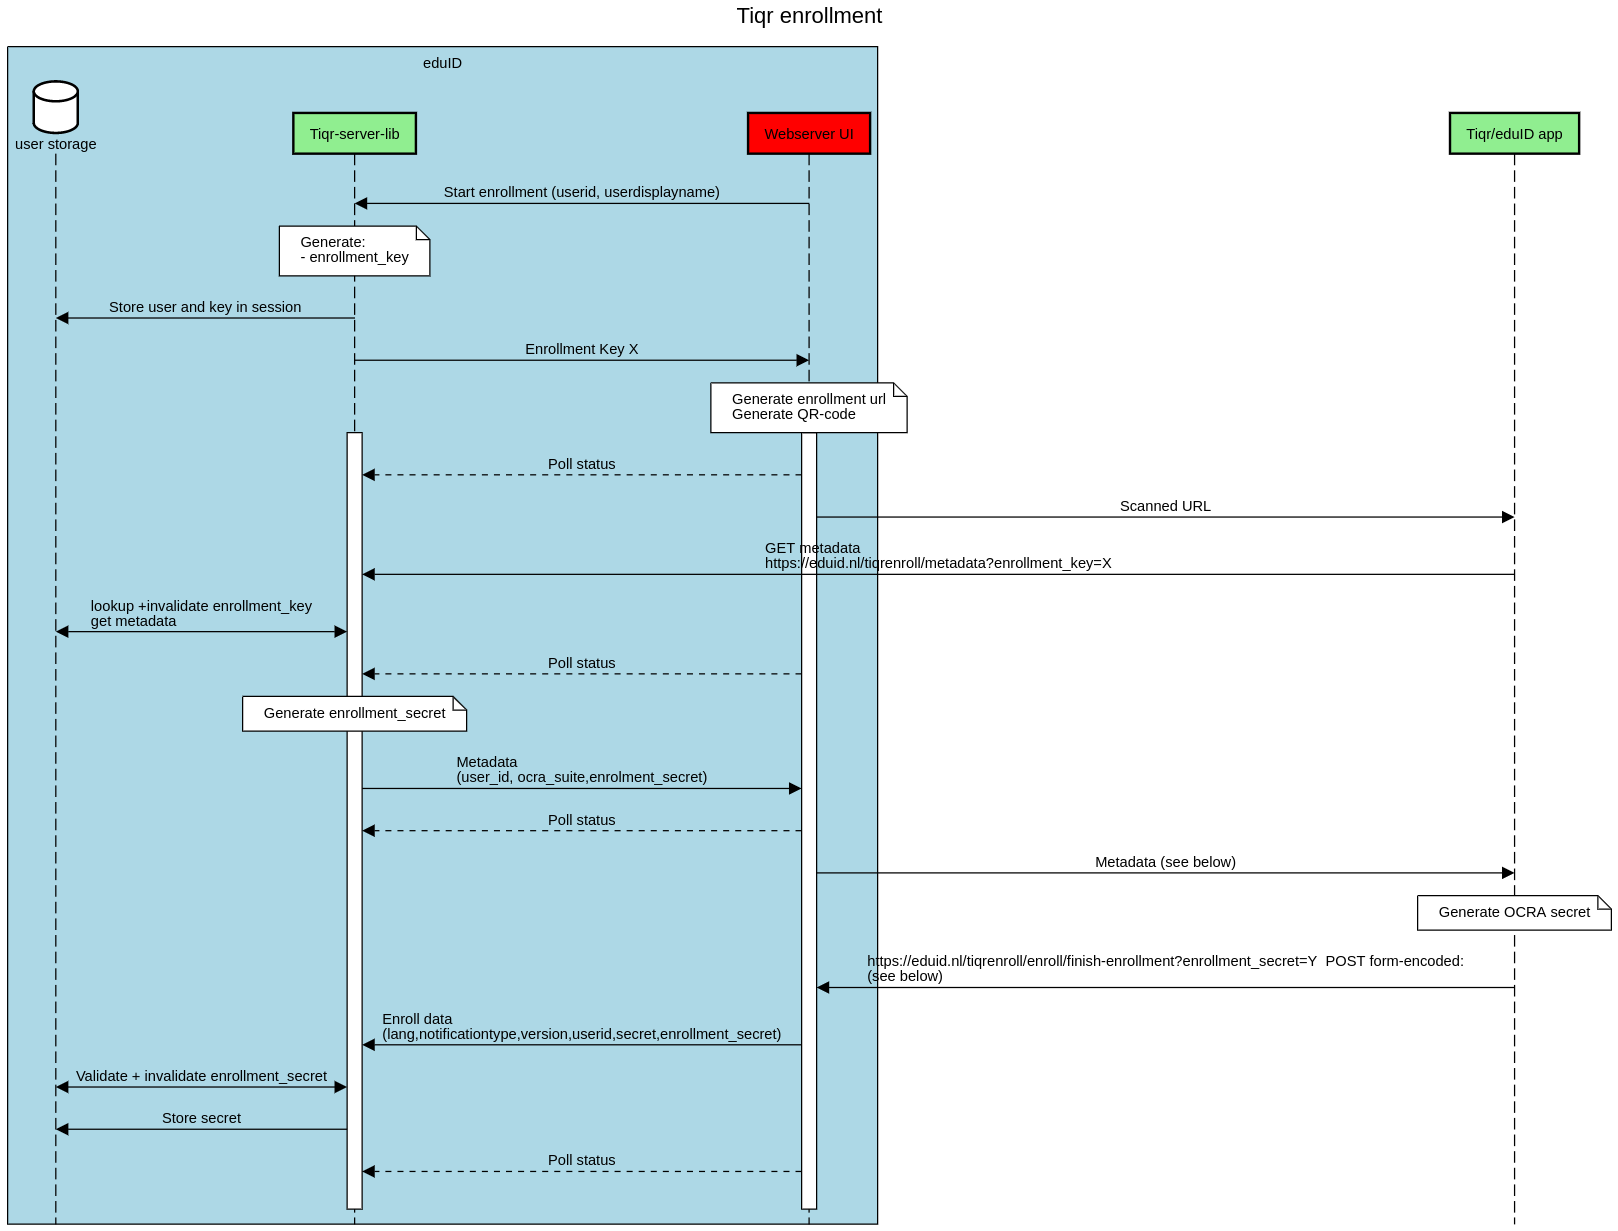 Tiqr enrollment
eduID
user storage
Tiqr-server-lib
Webserver UI
Tiqr/eduID app
Start enrollment (userid, userdisplayname)
Generate:
- enrollment_key
Store user and key in session
Enrollment Key X
Generate enrollment url
Generate QR-code
Poll status
Scanned URL
GET metadata
https://eduid.nl/tiqrenroll/metadata?enrollment_key=X
lookup +invalidate enrollment_key
get metadata
Poll status
Generate enrollment_secret
Metadata
(user_id, ocra_suite,enrolment_secret)
Poll status
Metadata (see below)
Generate OCRA secret
https://eduid.nl/tiqrenroll/enroll/finish-enrollment?enrollment_secret=Y  POST form-encoded:
(see below)
Enroll data
(lang,notificationtype,version,userid,secret,enrollment_secret)
Validate + invalidate enrollment_secret
Store secret
Poll status